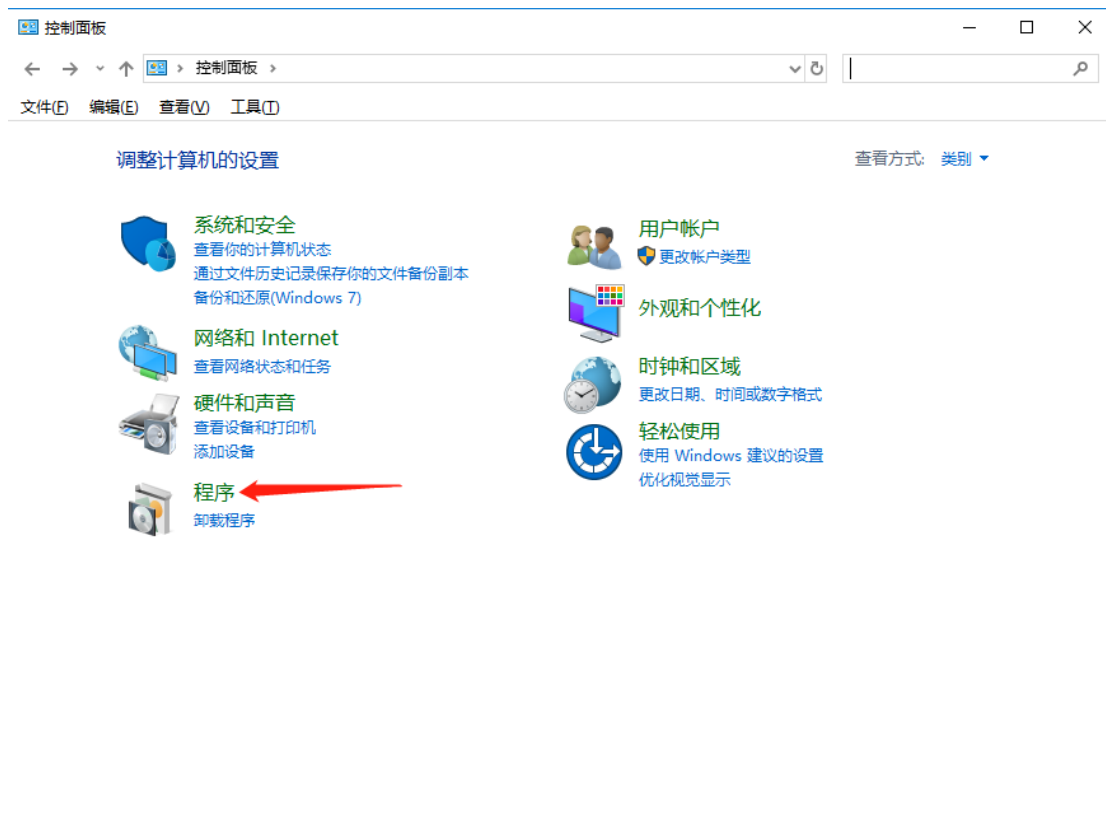 控制面板
控制面板
文件(F) 编辑(E) 查看(V) 工具(T)
调整计算机的设置
查看方式: 类别
系统和安全
查看你的计算机状态
通过文件历史记录保存你的文件备份副本
备份和还原(Windows 7)
网络和 Internet
查看网络状态和任务
硬件和声音
查看设备和打印机
添加设备
程序
卸载程序
用户帐户
更改帐户类型
外观和个性化
时钟和区域
更改日期、时间或数字格式
轻松使用
使用 Windows 建议的设置
优化视觉显示